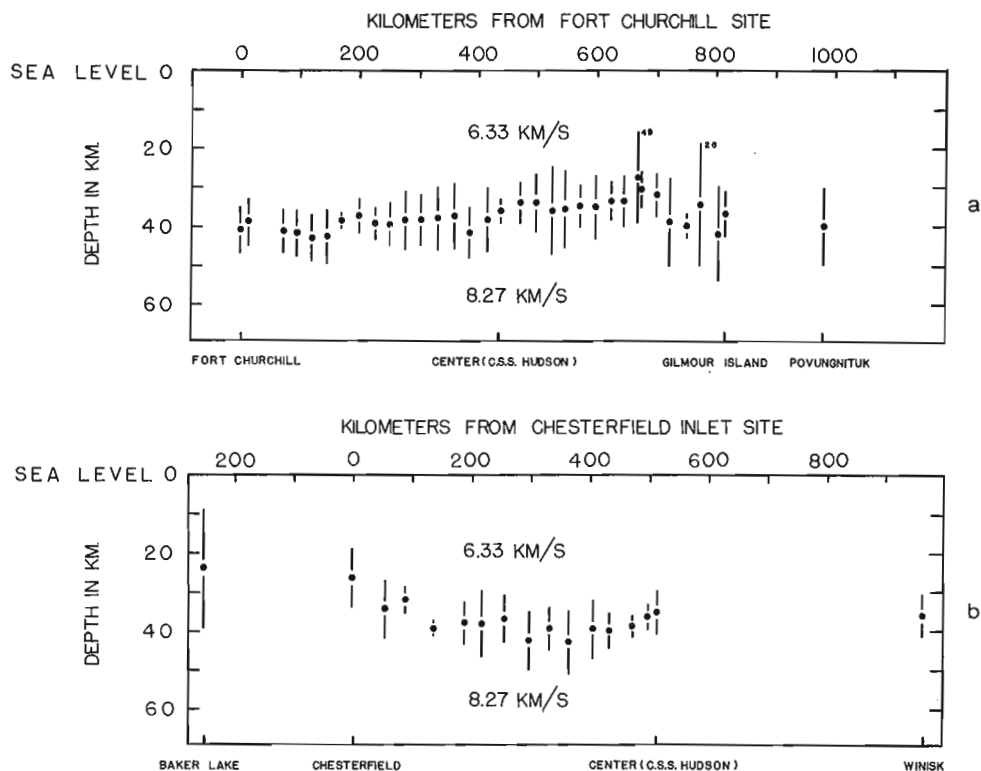 KILOMETERS FROM FORT CHURCHILL SITE
0 200 400 600 800 1000
SEA LEVEL 0
49
26
6.33 KM/S
20
DEPTH IN KM.
40
a
8.27 KM/S
60
FORT CHURCHILL CENTER (C.S.S. HUDSON) GILMOUR ISLAND POVUNGNITUK
KILOMETERS FROM CHESTERFIELD INLET SITE
200 0 200 400 600 800
SEA LEVEL 0
6.33 KM/S
20
DEPTH IN KM.
40
b
8.27 KM/S
60
BAKER LAKE CHESTERFIELD CENTER (C.S.S. HUDSON) WINISK